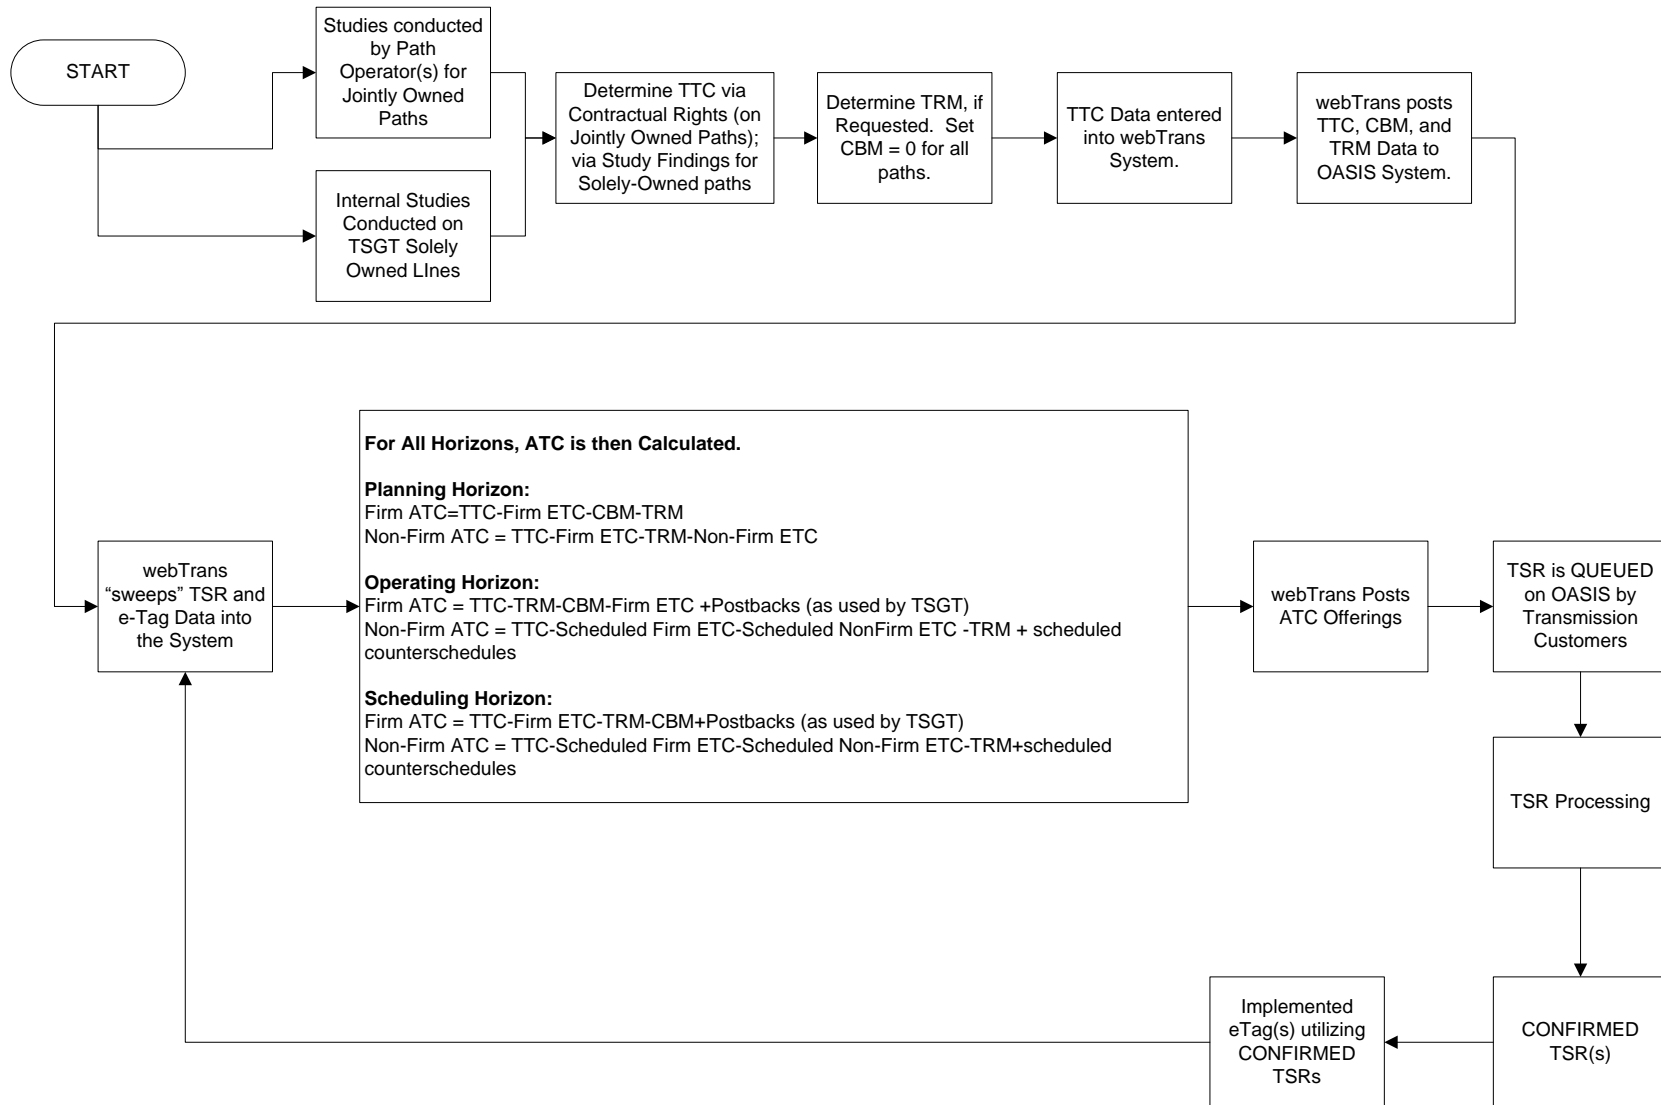 START
Studies conducted
by Path
Operator(s) for
Jointly Owned
Paths
Internal Studies
Conducted on
TSGT Solely
Owned LInes
Determine TTC via
Contractual Rights (on
Jointly Owned Paths);
via Study Findings for
Solely-Owned paths
Determine TRM, if
Requested.  Set
CBM = 0 for all
paths.
TTC Data entered
into webTrans
System.
webTrans posts
TTC, CBM, and
TRM Data to
OASIS System.
webTrans
“sweeps” TSR and
e-Tag Data into
the System
For All Horizons, ATC is then Calculated.
Planning Horizon:
Firm ATC=TTC-Firm ETC-CBM-TRM
Non-Firm ATC = TTC-Firm ETC-TRM-Non-Firm ETC
Operating Horizon:
Firm ATC = TTC-TRM-CBM-Firm ETC +Postbacks (as used by TSGT)
Non-Firm ATC = TTC-Scheduled Firm ETC-Scheduled NonFirm ETC -TRM + scheduled
counterschedules
Scheduling Horizon:
Firm ATC = TTC-Firm ETC-TRM-CBM+Postbacks (as used by TSGT)
Non-Firm ATC = TTC-Scheduled Firm ETC-Scheduled Non-Firm ETC-TRM+scheduled
counterschedules
webTrans Posts
ATC Offerings
TSR is QUEUED
on OASIS by
Transmission
Customers
TSR Processing
CONFIRMED
TSR(s)
Implemented
eTag(s) utilizing
CONFIRMED
TSRs